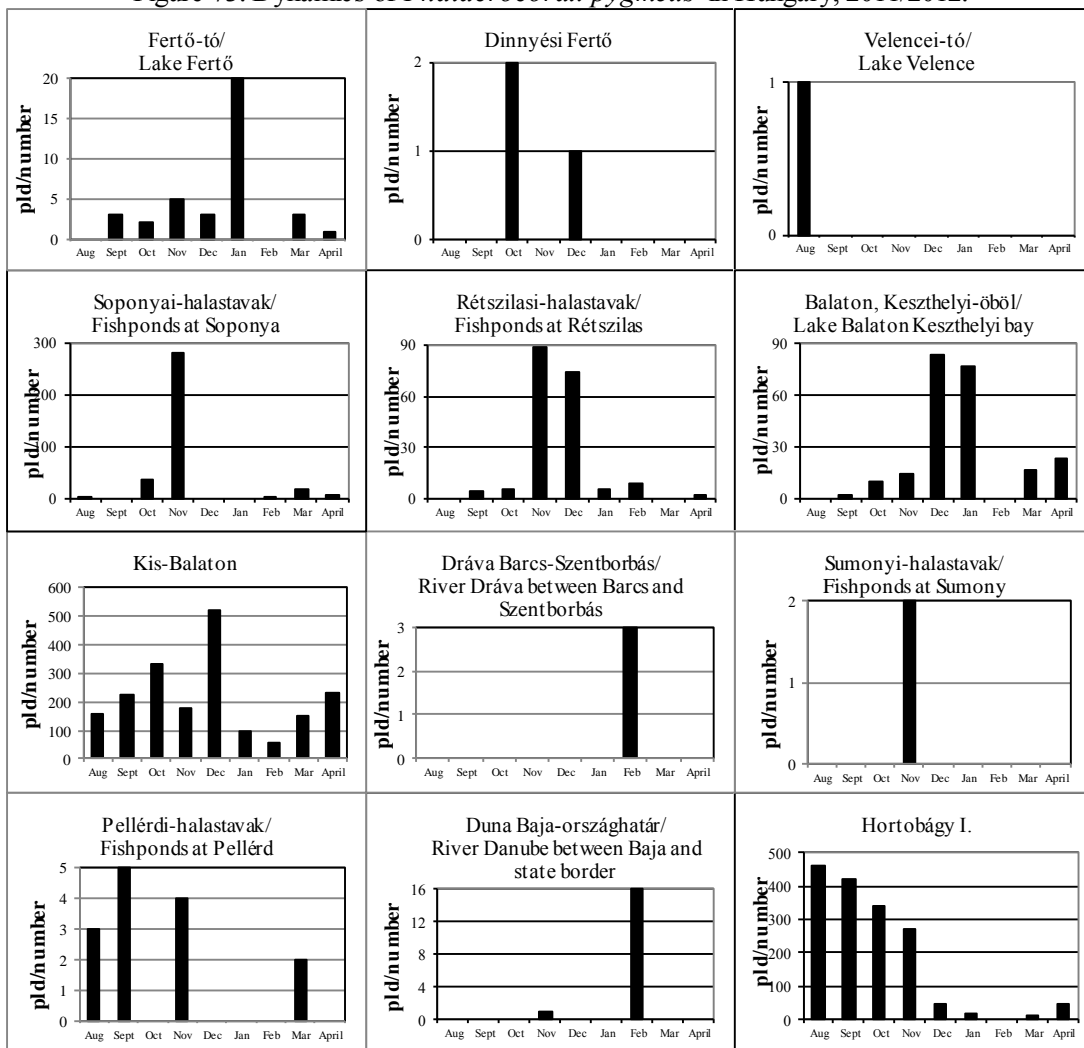 Fertő-tó/
Lake Fertő
pld/number
20
15
10
5
0
Aug Sept Oct Nov Dec Jan Feb Mar April
Dinnyési Fertő
pld/number
2
1
0
Aug Sept Oct Nov Dec Jan Feb Mar April
Velencei-tó/
Lake Velence
pld/number
1
0
Aug Sept Oct Nov Dec Jan Feb Mar April
Soponyai-halastavak/
Fishponds at Soponya
pld/number
300
200
100
0
Aug Sept Oct Nov Dec Jan Feb Mar April
Rétszilasi-halastavak/
Fishponds at Rétszilas
pld/number
90
60
30
0
Aug Sept Oct Nov Dec Jan Feb Mar April
Balaton, Keszthelyi-öböl/
Lake Balaton Keszthelyi bay
pld/number
90
60
30
0
Aug Sept Oct Nov Dec Jan Feb Mar April
Kis-Balaton
pld/number
600
500
400
300
200
100
0
Aug Sept Oct Nov Dec Jan Feb Mar April
Dráva Barcs-Szentborbás/
River Dráva between Barcs and
Szentborbás
pld/number
3
2
1
0
Aug Sept Oct Nov Dec Jan Feb Mar April
Sumonyi-halastavak/
Fishponds at Sumony
pld/number
2
1
0
Aug Sept Oct Nov Dec Jan Feb Mar April
Pellérdi-halastavak/
Fishponds at Pellérd
pld/number
5
4
3
2
1
0
Aug Sept Oct Nov Dec Jan Feb Mar April
Duna Baja-országhatár/
River Danube between Baja and
state border
pld/number
16
12
8
4
0
Aug Sept Oct Nov Dec Jan Feb Mar April
Hortobágy I.
pld/number
500
400
300
200
100
0
Aug Sept Oct Nov Dec Jan Feb Mar April